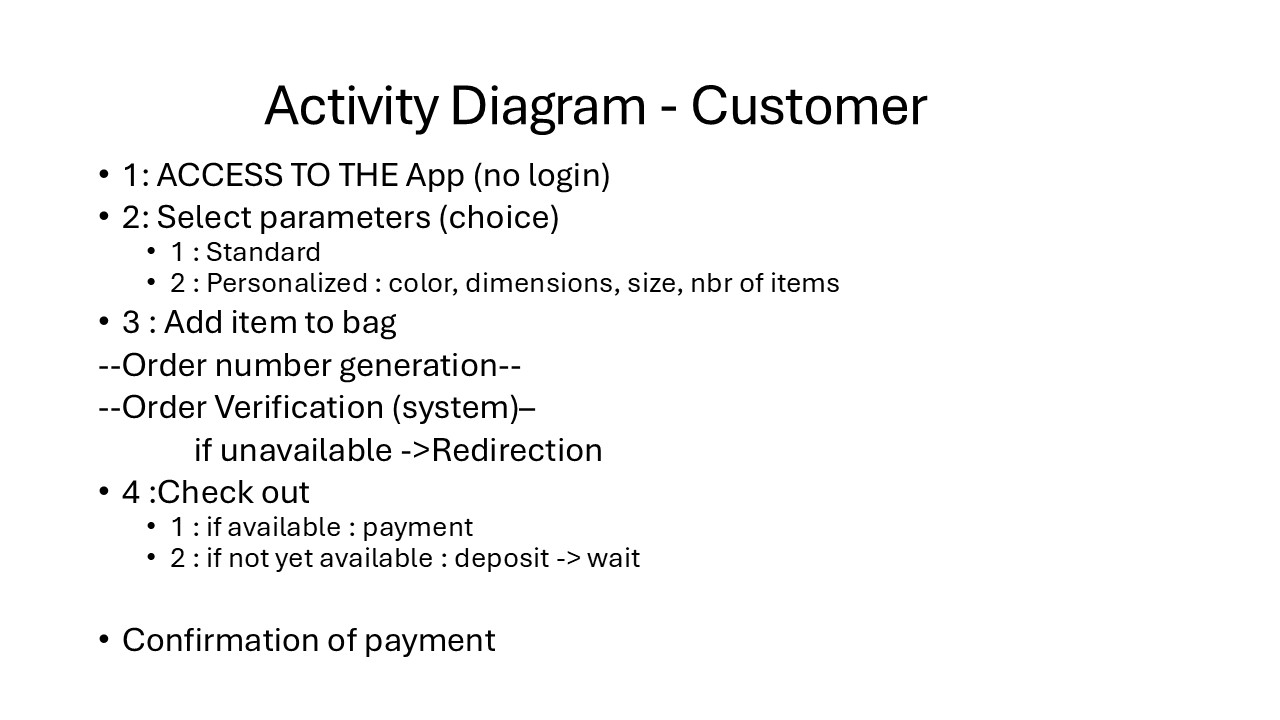 Activity Diagram - Customer
• 1: ACCESS TO THE App (no login)
• 2: Select parameters (choice)
• 1 : Standard
• 2 : Personalized : color, dimensions, size, nbr of items
• 3 : Add item to bag
--Order number generation--
--Order Verification (system)–
if unavailable ->Redirection
• 4 :Check out
• 1 : if available : payment
• 2 : if not yet available : deposit -> wait
• Confirmation of payment